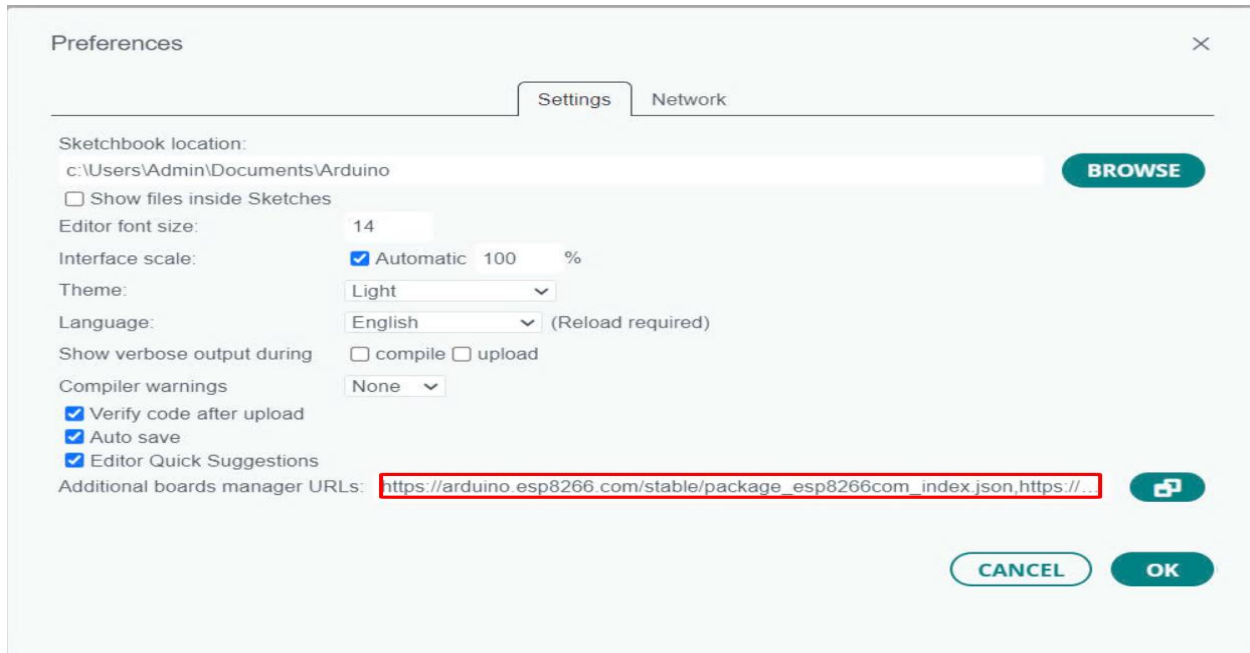 Preferences
Settings Network
Sketchbook location:
c:\Users\Admin\Documents\Arduino BROWSE
Show files inside Sketches
Editor font size: 14
Interface scale: Automatic 100 %
Theme: Light
Language: English (Reload required)
Show verbose output during compile upload
Compiler warnings None
Verify code after upload
Auto save
Editor Quick Suggestions
Additional boards manager URLs: https://arduino.esp8266.com/stable/package_esp8266com_index.json,https://...
CANCEL OK